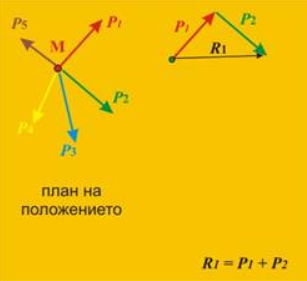 P5
M
P1
P2
P4
P3
P1
P2
R1
план на
положението
R1 = P1 + P2